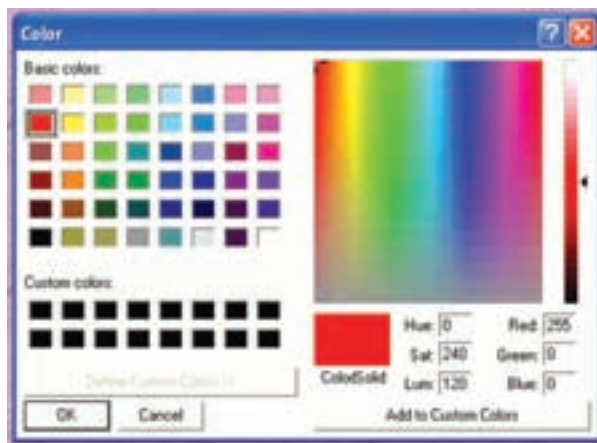 Color
Basic colors:
Custom colors:
Define Custom Colors >>
OK Cancel
Color|Solid
Hue: 0 Red: 255
Sat: 240 Green: 0
Lum: 120 Blue: 0
Add to Custom Colors